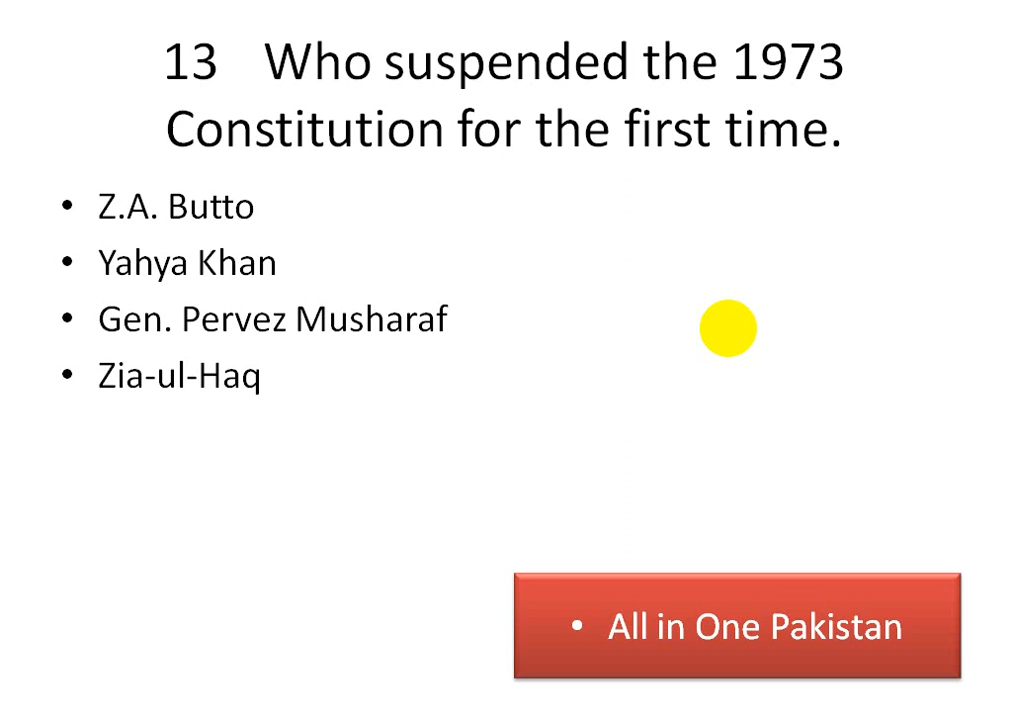 13 Who suspended the 1973
Constitution for the first time.
• Z.A. Butto
• Yahya Khan
• Gen. Pervez Musharaf
• Zia-ul-Haq
• All in One Pakistan